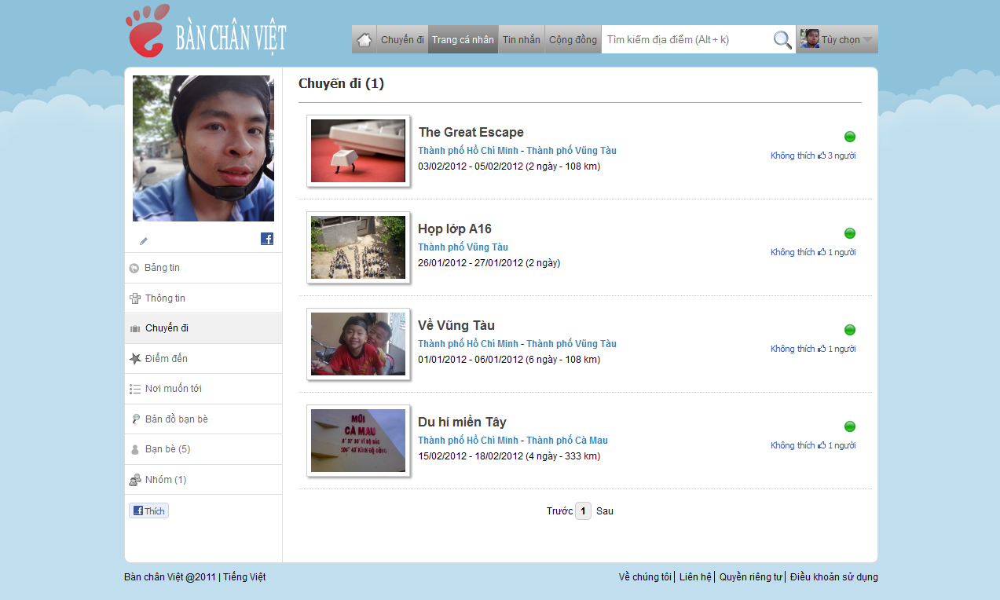 BÀN CHÂN VIỆT
Chuyến đi Trang cá nhân Tin nhắn Cộng đồng Tìm kiếm địa điểm (Alt + k) Tùy chọn
Chuyến đi (1)
The Great Escape
Thành phố Hồ Chí Minh - Thành phố Vũng Tàu
03/02/2012 - 05/02/2012 (2 ngày - 108 km)
Không thích 3 người
Họp lớp A16
Thành phố Vũng Tàu
26/01/2012 - 27/01/2012 (2 ngày)
Không thích 1 người
A16
Về Vũng Tàu
Thành phố Hồ Chí Minh - Thành phố Vũng Tàu
01/01/2012 - 06/01/2012 (6 ngày - 108 km)
Không thích 1 người
Du hí miền Tây
Thành phố Hồ Chí Minh - Thành phố Cà Mau
15/02/2012 - 18/02/2012 (4 ngày - 333 km)
Không thích 1 người
MŨI
CÀ MAU
Trước 1 Sau
Bảng tin
Thông tin
Chuyến đi
Điểm đến
Nơi muốn tới
Bản đồ bạn bè
Bạn bè (5)
Nhóm (1)
Thích
Bàn chân Việt @2011 | Tiếng Việt
Về chúng tôi | Liên hệ | Quyền riêng tư | Điều khoản sử dụng